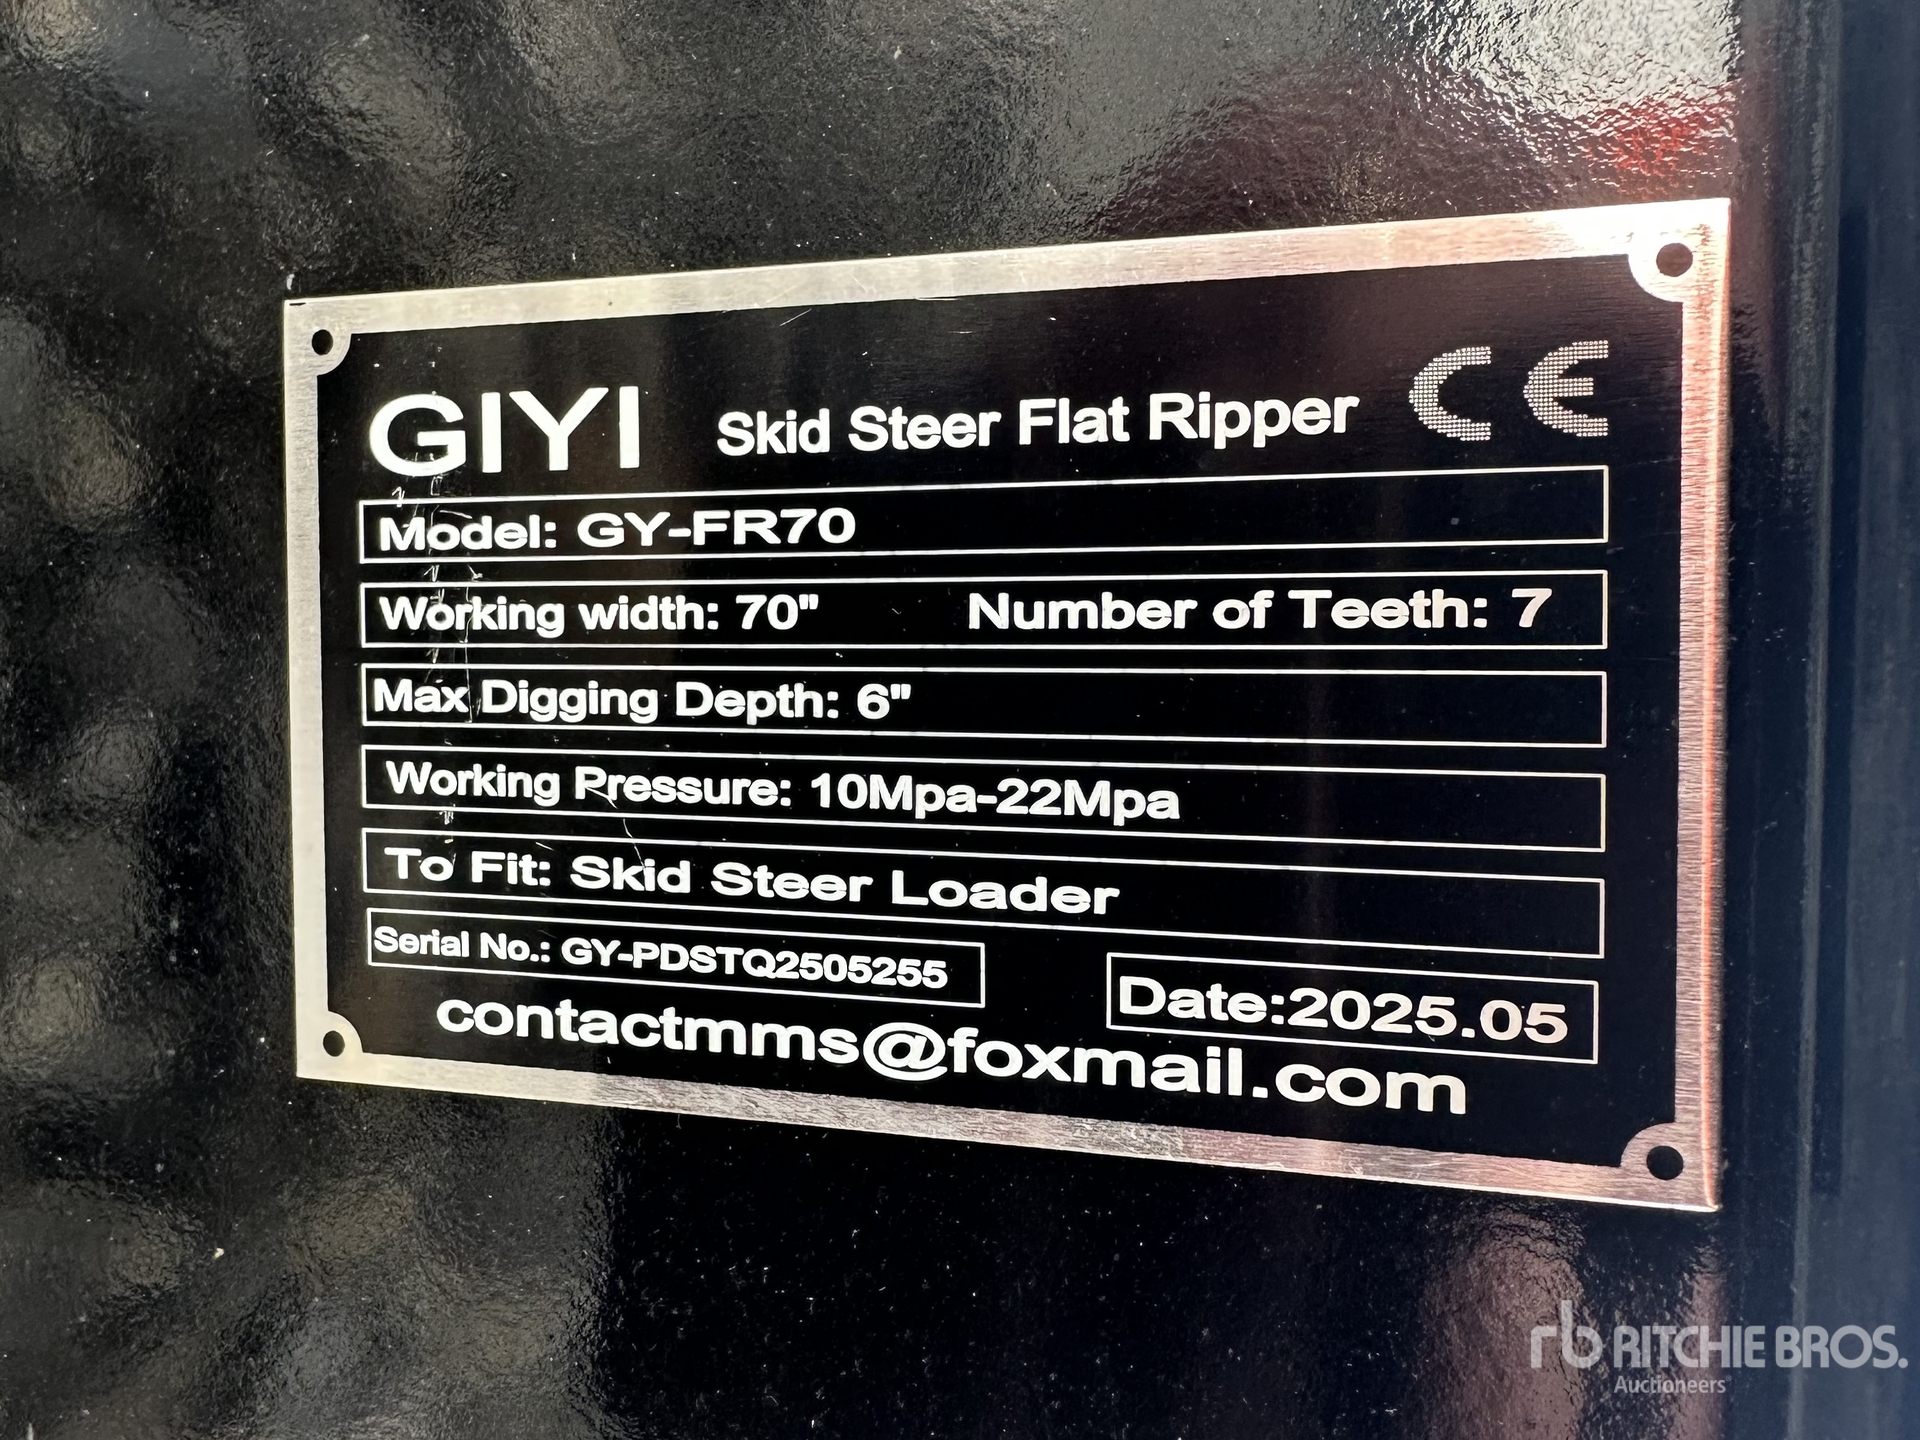 GIYI Skid Steer Flat Ripper CE
Model: GY-FR70
Working width: 70" Number of Teeth: 7
Max Digging Depth: 6"
Working Pressure: 10Mpa-22Mpa
To Fit: Skid Steer Loader
Serial No.: GY-PDSTQ2505255
Date:2025.05
contactmms@foxmail.com
rb RITCHIE BROS.
Auctioneers